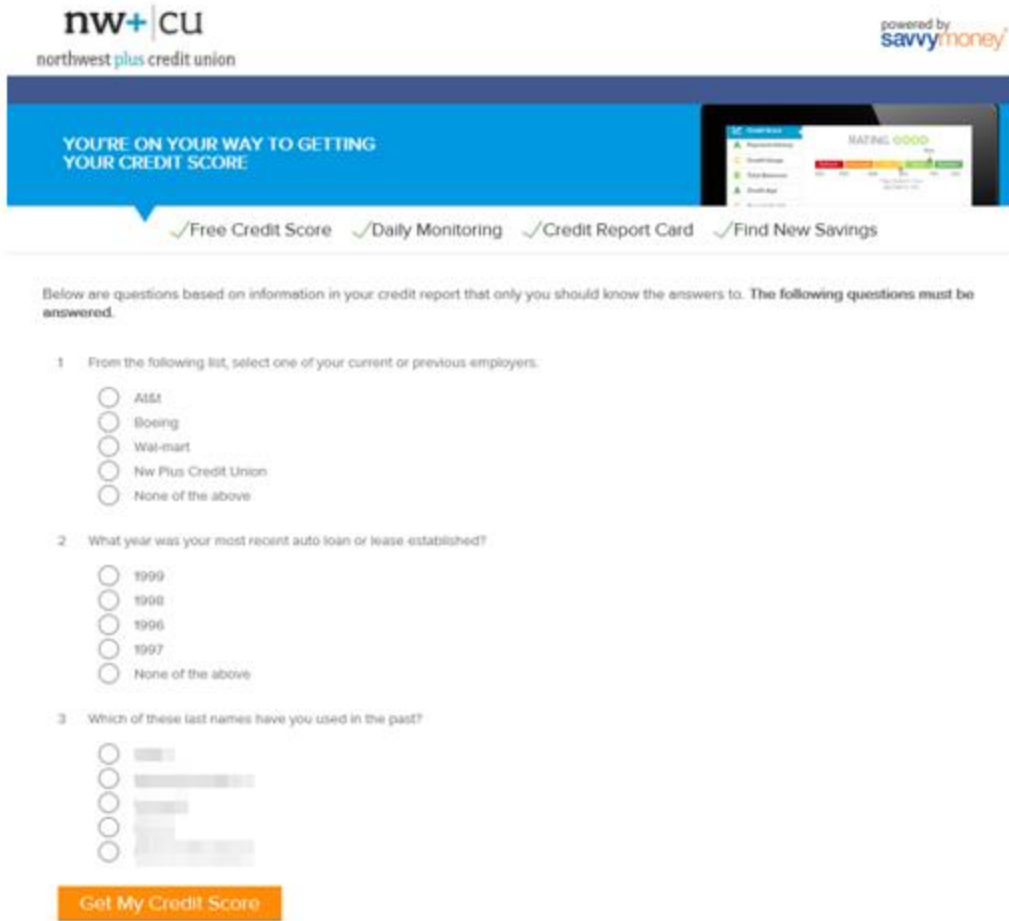 nw+|cu
northwest plus credit union
powered by
savvymoney
YOU'RE ON YOUR WAY TO GETTING
YOUR CREDIT SCORE
RATING GOOD
Free Credit Score Daily Monitoring Credit Report Card Find New Savings
Below are questions based on information in your credit report that only you should know the answers to. The following questions must be
answered.
1 From the following list, select one of your current or previous employers.
At&t
Boeing
Wal-mart
Nw Plus Credit Union
None of the above
2 What year was your most recent auto loan or lease established?
1999
1998
1996
1997
None of the above
3 Which of these last names have you used in the past?
Get My Credit Score